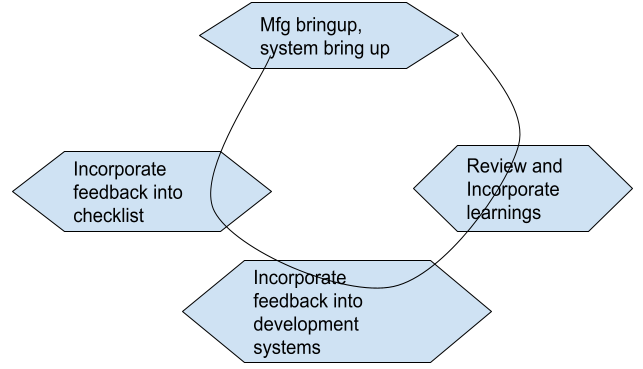 Mfg bringup,
system bring up
Incorporate
feedback into
checklist
Review and
Incorporate
learnings
Incorporate
feedback into
development
systems